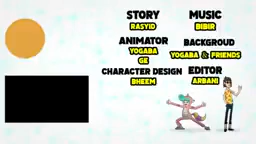 STORY
RASYID
MUSIC
BIBIR
ANIMATOR
YOGABA
GE
BACKGROUD
YOGABA & FRIENDS
CHARACTER DESIGN
BHEEM
EDITOR
ARBANI